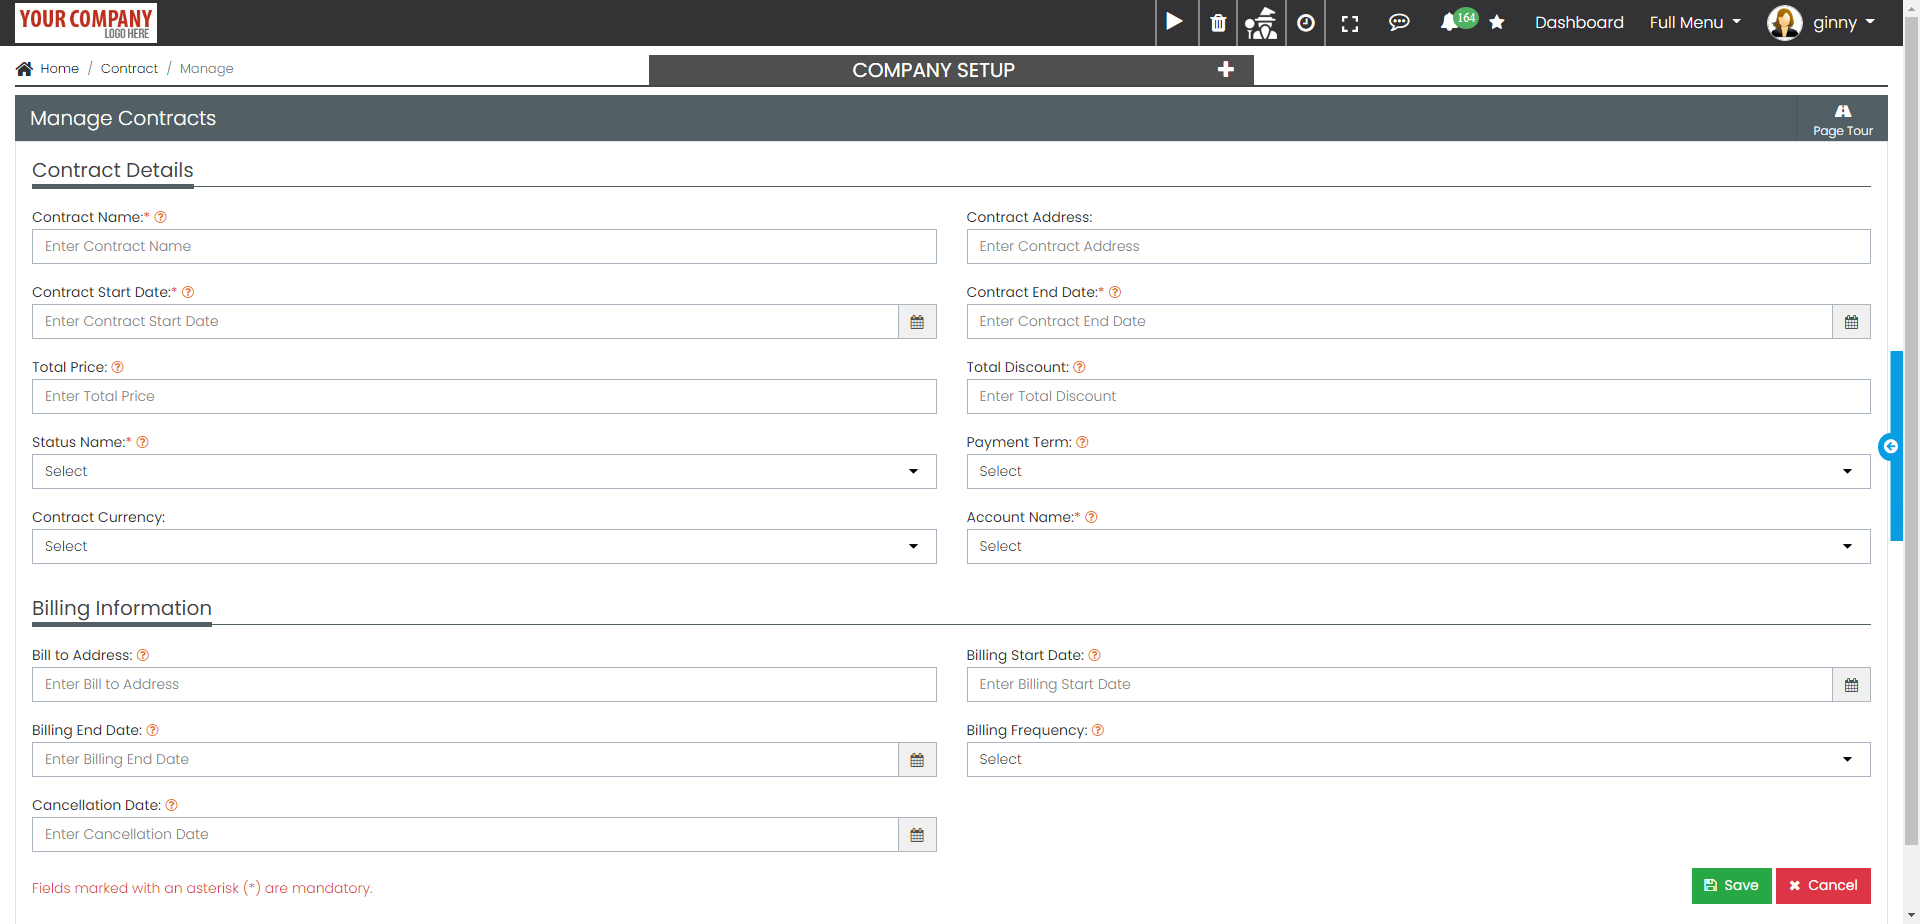 YOUR COMPANY
LOGO HERE
164
Dashboard
Full Menu
ginny
Home / Contract / Manage
COMPANY SETUP
Manage Contracts
Page Tour
Contract Details
Contract Name:*
Contract Address:
Enter Contract Name
Enter Contract Address
Contract Start Date:*
Contract End Date:*
Enter Contract Start Date
Enter Contract End Date
Total Price:
Total Discount:
Enter Total Price
Enter Total Discount
Status Name:*
Payment Term:
Select
Select
Contract Currency:
Account Name:*
Select
Select
Billing Information
Bill to Address:
Billing Start Date:
Enter Bill to Address
Enter Billing Start Date
Billing End Date:
Billing Frequency:
Enter Billing End Date
Select
Cancellation Date:
Enter Cancellation Date
Fields marked with an asterisk (*) are mandatory.
Save
Cancel